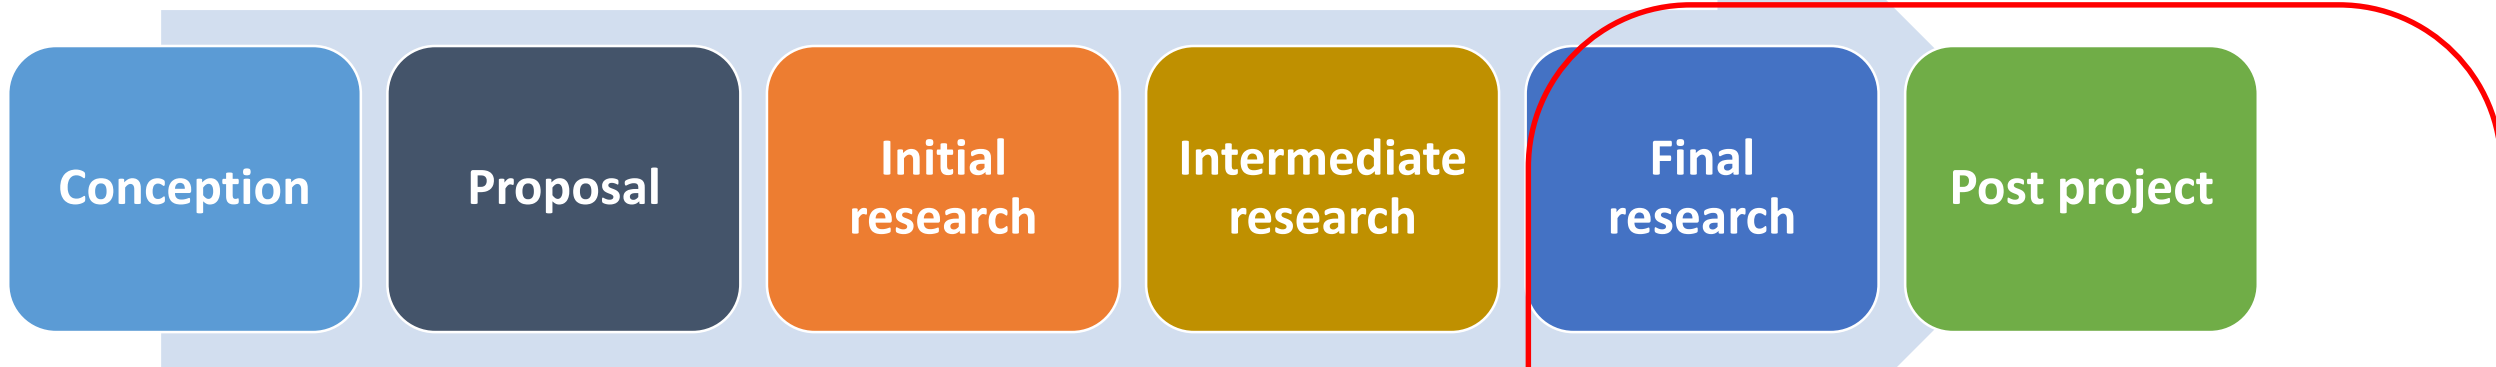 Conception
Proposal
Initial
research
Intermediate
research
Final
research
Post project